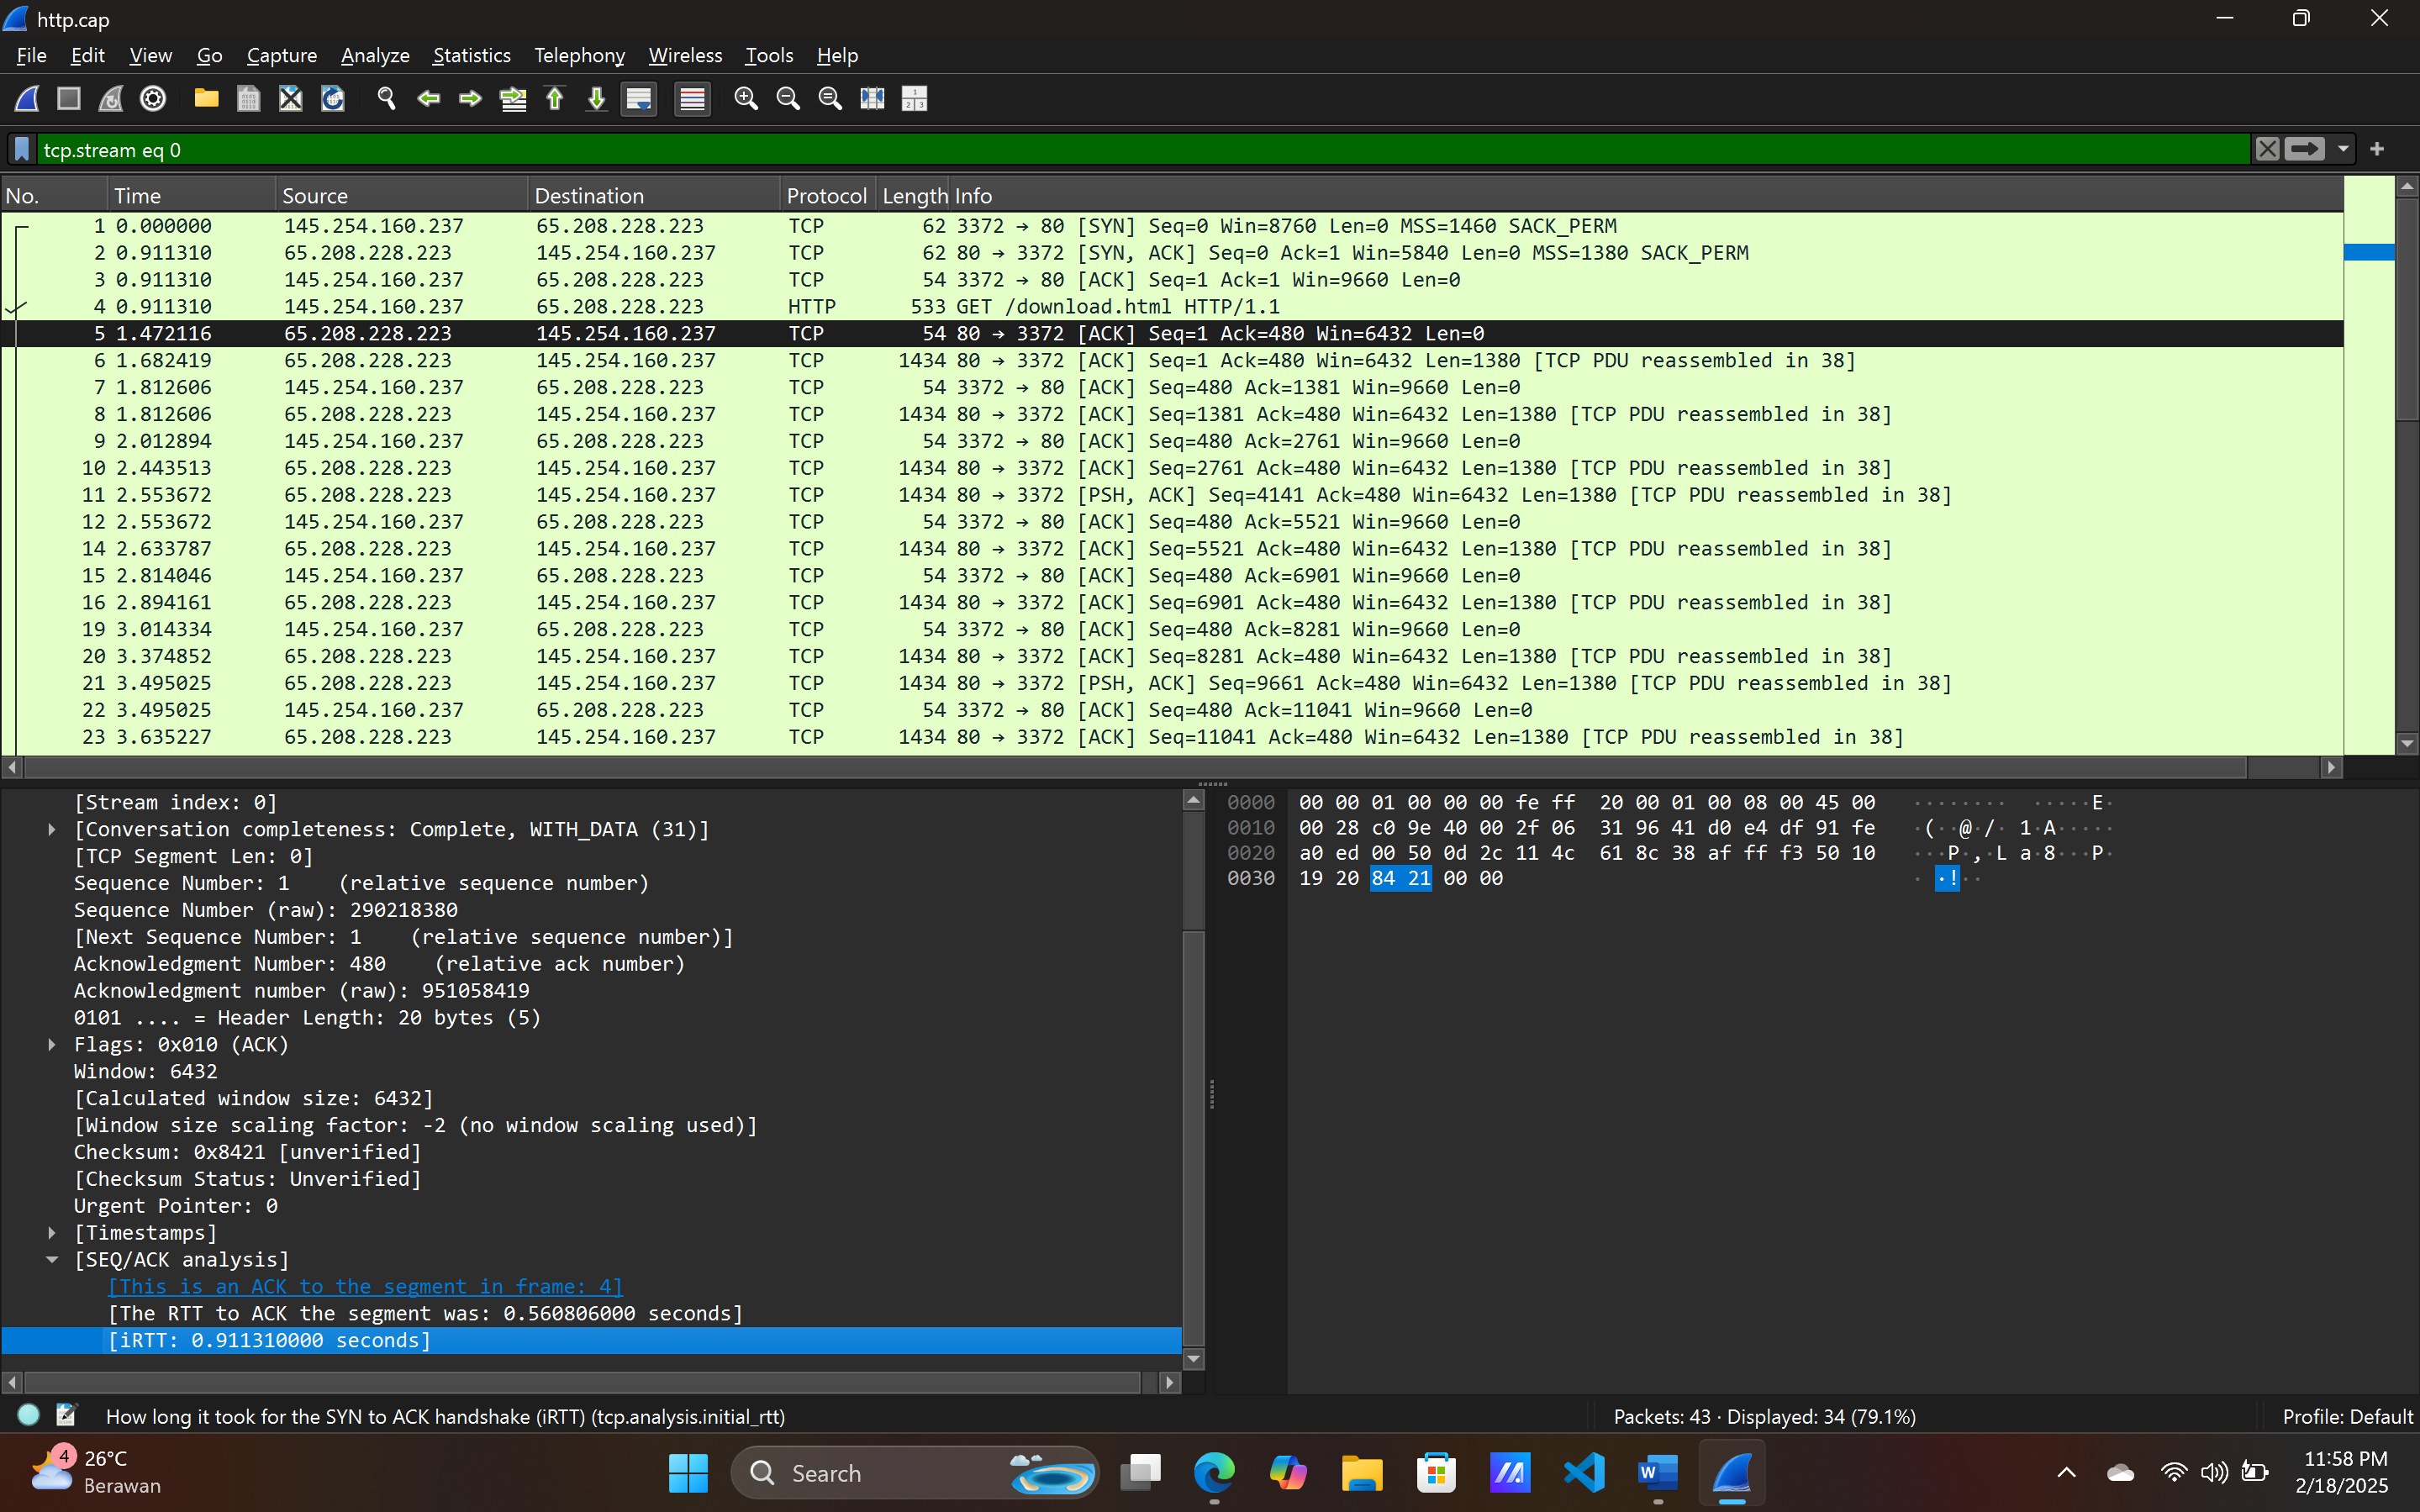 http.cap
File Edit View Go Capture Analyze Statistics Telephony Wireless Tools Help
tcp.stream eq 0
No. Time Source Destination Protocol Length Info
1 0.000000 145.254.160.237 65.208.228.223 TCP 62 3372 → 80 [SYN] Seq=0 Win=8760 Len=0 MSS=1460 SACK_PERM
2 0.911310 65.208.228.223 145.254.160.237 TCP 62 80 → 3372 [SYN, ACK] Seq=0 Ack=1 Win=5840 Len=0 MSS=1380 SACK_PERM
3 0.911310 145.254.160.237 65.208.228.223 TCP 54 3372 → 80 [ACK] Seq=1 Ack=1 Win=9660 Len=0
4 0.911310 145.254.160.237 65.208.228.223 HTTP 533 GET /download.html HTTP/1.1
5 1.472116 65.208.228.223 145.254.160.237 TCP 54 80 → 3372 [ACK] Seq=1 Ack=480 Win=6432 Len=0
6 1.682419 65.208.228.223 145.254.160.237 TCP 1434 80 → 3372 [ACK] Seq=1 Ack=480 Win=6432 Len=1380 [TCP PDU reassembled in 38]
7 1.812606 145.254.160.237 65.208.228.223 TCP 54 3372 → 80 [ACK] Seq=480 Ack=1381 Win=9660 Len=0
8 1.812606 65.208.228.223 145.254.160.237 TCP 1434 80 → 3372 [ACK] Seq=1381 Ack=480 Win=6432 Len=1380 [TCP PDU reassembled in 38]
9 2.012894 145.254.160.237 65.208.228.223 TCP 54 3372 → 80 [ACK] Seq=480 Ack=2761 Win=9660 Len=0
10 2.443513 65.208.228.223 145.254.160.237 TCP 1434 80 → 3372 [ACK] Seq=2761 Ack=480 Win=6432 Len=1380 [TCP PDU reassembled in 38]
11 2.553672 65.208.228.223 145.254.160.237 TCP 1434 80 → 3372 [PSH, ACK] Seq=4141 Ack=480 Win=6432 Len=1380 [TCP PDU reassembled in 38]
12 2.553672 145.254.160.237 65.208.228.223 TCP 54 3372 → 80 [ACK] Seq=480 Ack=5521 Win=9660 Len=0
14 2.633787 65.208.228.223 145.254.160.237 TCP 1434 80 → 3372 [ACK] Seq=5521 Ack=480 Win=6432 Len=1380 [TCP PDU reassembled in 38]
15 2.814046 145.254.160.237 65.208.228.223 TCP 54 3372 → 80 [ACK] Seq=480 Ack=6901 Win=9660 Len=0
16 2.894161 65.208.228.223 145.254.160.237 TCP 1434 80 → 3372 [ACK] Seq=6901 Ack=480 Win=6432 Len=1380 [TCP PDU reassembled in 38]
19 3.014334 145.254.160.237 65.208.228.223 TCP 54 3372 → 80 [ACK] Seq=480 Ack=8281 Win=9660 Len=0
20 3.374852 65.208.228.223 145.254.160.237 TCP 1434 80 → 3372 [ACK] Seq=8281 Ack=480 Win=6432 Len=1380 [TCP PDU reassembled in 38]
21 3.495025 65.208.228.223 145.254.160.237 TCP 1434 80 → 3372 [PSH, ACK] Seq=9661 Ack=480 Win=6432 Len=1380 [TCP PDU reassembled in 38]
22 3.495025 145.254.160.237 65.208.228.223 TCP 54 3372 → 80 [ACK] Seq=480 Ack=11041 Win=9660 Len=0
23 3.635227 65.208.228.223 145.254.160.237 TCP 1434 80 → 3372 [ACK] Seq=11041 Ack=480 Win=6432 Len=1380 [TCP PDU reassembled in 38]
[Stream index: 0]
[Conversation completeness: Complete, WITH_DATA (31)]
[TCP Segment Len: 0]
Sequence Number: 1 (relative sequence number)
Sequence Number (raw): 290218380
[Next Sequence Number: 1 (relative sequence number)]
Acknowledgment Number: 480 (relative ack number)
Acknowledgment number (raw): 951058419
0101 .... = Header Length: 20 bytes (5)
Flags: 0x010 (ACK)
Window: 6432
[Calculated window size: 6432]
[Window size scaling factor: -2 (no window scaling used)]
Checksum: 0x8421 [unverified]
[Checksum Status: Unverified]
Urgent Pointer: 0
[Timestamps]
[SEQ/ACK analysis]
[This is an ACK to the segment in frame: 4]
[The RTT to ACK the segment was: 0.560806000 seconds]
[iRTT: 0.911310000 seconds]
0000 00 00 01 00 00 00 fe ff 20 00 01 00 08 00 45 00 ········ ·····E·
0010 00 28 c0 9e 40 00 2f 06 31 96 41 d0 e4 df 91 fe ·(··@·/· 1·A·····
0020 a0 ed 00 50 0d 2c 11 4c 61 8c 38 af ff f3 50 10 ···P·,·L a·8···P·
0030 19 20 84 21 00 00 · ·!··
How long it took for the SYN to ACK handshake (iRTT) (tcp.analysis.initial_rtt)
Packets: 43 · Displayed: 34 (79.1%)
Profile: Default
4
26°C
Berawan
Search
11:58 PM
2/18/2025